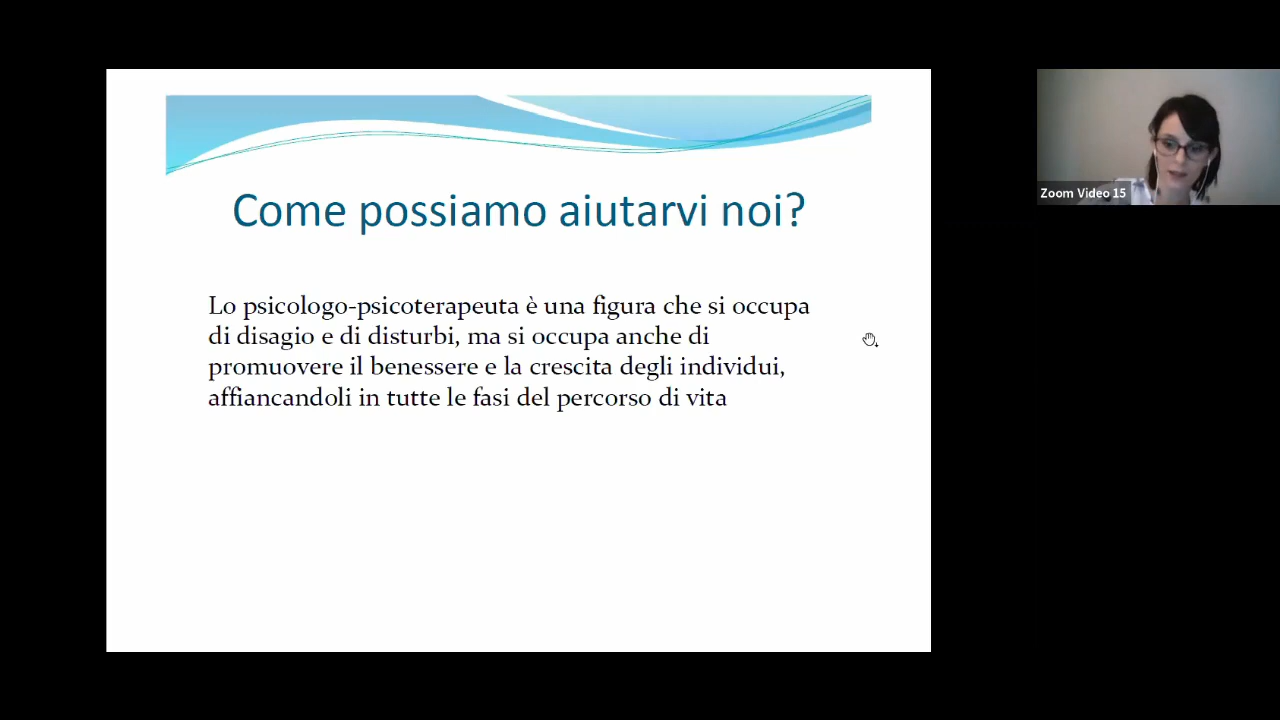 Come possiamo aiutarvi noi?
Lo psicologo-psicoterapeuta è una figura che si occupa
di disagio e di disturbi, ma si occupa anche di
promuovere il benessere e la crescita degli individui,
affiancandoli in tutte le fasi del percorso di vita
Zoom Video 15